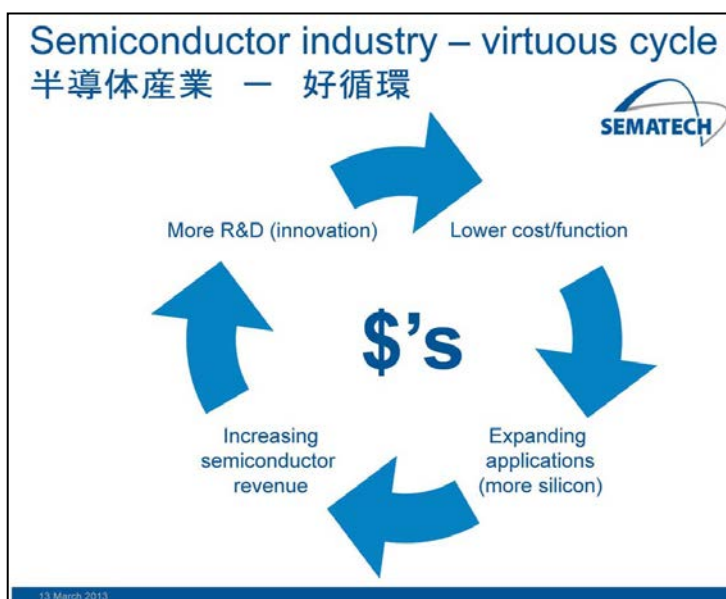 Semiconductor industry – virtuous cycle
半導体産業 ー 好循環
SEMATECH
More R&D (innovation)
Lower cost/function
$'s
Increasing
semiconductor
revenue
Expanding
applications
(more silicon)
13 March 2013